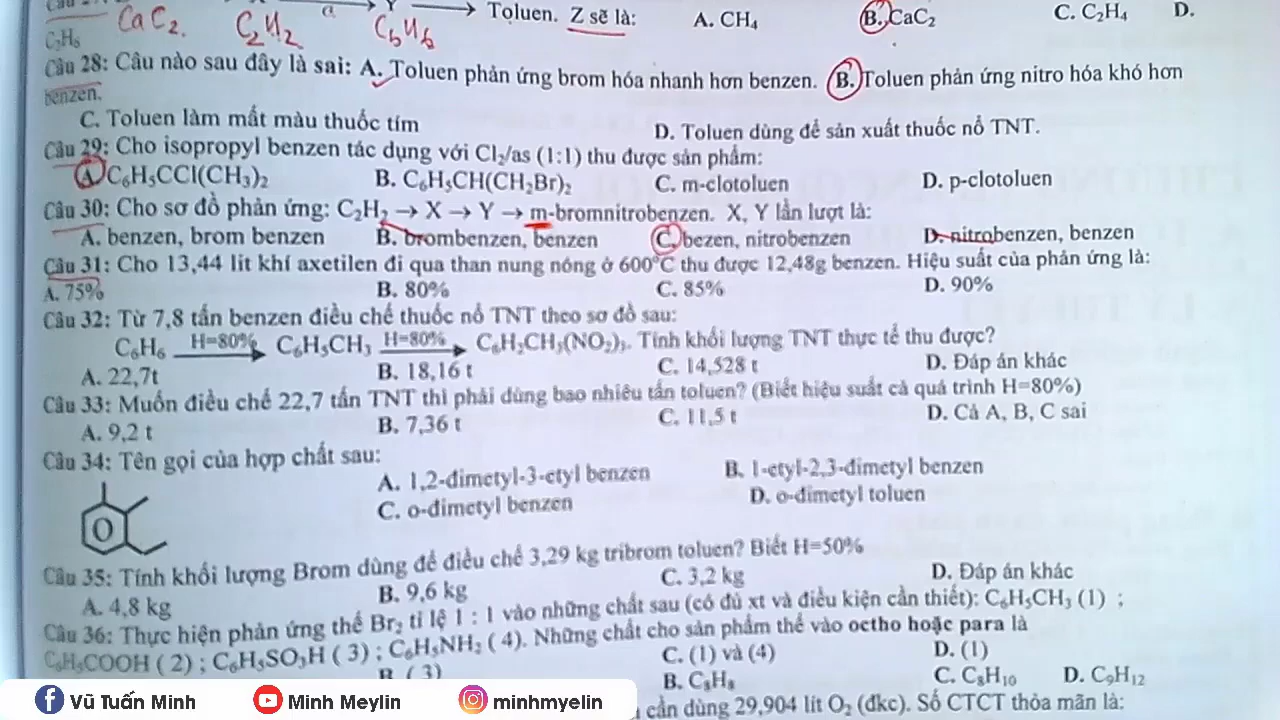 Toluen. Z sẽ là: A. CH₄ B. CaC₂ C. C₂H₄ D.
CaC₂. C₂H₂ C₆H₆
C₂H₆
Câu 28: Câu nào sau đây là sai: A. Toluen phản ứng brom hóa nhanh hơn benzen. B. Toluen phản ứng nitro hóa khó hơn
benzen.
C. Toluen làm mất màu thuốc tím D. Toluen dùng để sản xuất thuốc nổ TNT.
Câu 29: Cho isopropyl benzen tác dụng với Cl₂/as (1:1) thu được sản phẩm:
A. C₆H₅CCl(CH₃)₂ B. C₆H₅CH(CH₂Br)₂ C. m-clotoluen D. p-clotoluen
Câu 30: Cho sơ đồ phản ứng: C₂H₂ → X → Y → m-bromnitrobenzen. X, Y lần lượt là:
A. benzen, brom benzen B. brombenzen, benzen C. bezen, nitrobenzen D. nitrobenzen, benzen
Câu 31: Cho 13,44 lit khí axetilen đi qua than nung nóng ở 600°C thu được 12,48g benzen. Hiệu suất của phản ứng là:
A. 75% B. 80% C. 85% D. 90%
Câu 32: Từ 7,8 tấn benzen điều chế thuốc nổ TNT theo sơ đồ sau:
C₆H₆ H=80% C₆H₅CH₃ H=80% C₆H₂CH₃(NO₂)₃. Tính khối lượng TNT thực tế thu được?
A. 22,7t B. 18,16 t C. 14,528 t D. Đáp án khác
Câu 33: Muốn điều chế 22,7 tấn TNT thì phải dùng bao nhiêu tấn toluen? (Biết hiệu suất cả quá trình H=80%)
A. 9,2 t B. 7,36 t C. 11,5 t D. Cả A, B, C sai
Câu 34: Tên gọi của hợp chất sau:
A. 1,2-đimetyl-3-etyl benzen B. 1-etyl-2,3-đimetyl benzen
C. o-đimetyl benzen D. o-đimetyl toluen
Câu 35: Tính khối lượng Brom dùng để điều chế 3,29 kg tribrom toluen? Biết H=50%
A. 4,8 kg B. 9,6 kg C. 3,2 kg D. Đáp án khác
Câu 36: Thực hiện phản ứng thế Br₂ tỉ lệ 1 : 1 vào những chất sau (có đủ xt và điều kiện cần thiết): C₆H₅CH₃ (1) ;
C₆H₅COOH ( 2) ; C₆H₅SO₃H ( 3) ; C₆H₅NH₂ ( 4). Những chất cho sản phẩm thế vào octho hoặc para là
B. ( 3) C. (1) và (4) D. (1)
B. C₈H₈ C. C₈H₁₀ D. C₉H₁₂
cần dùng 29,904 lít O₂ (đkc). Số CTCT thỏa mãn là:
Vũ Tuấn Minh Minh Meylin minhmyelin